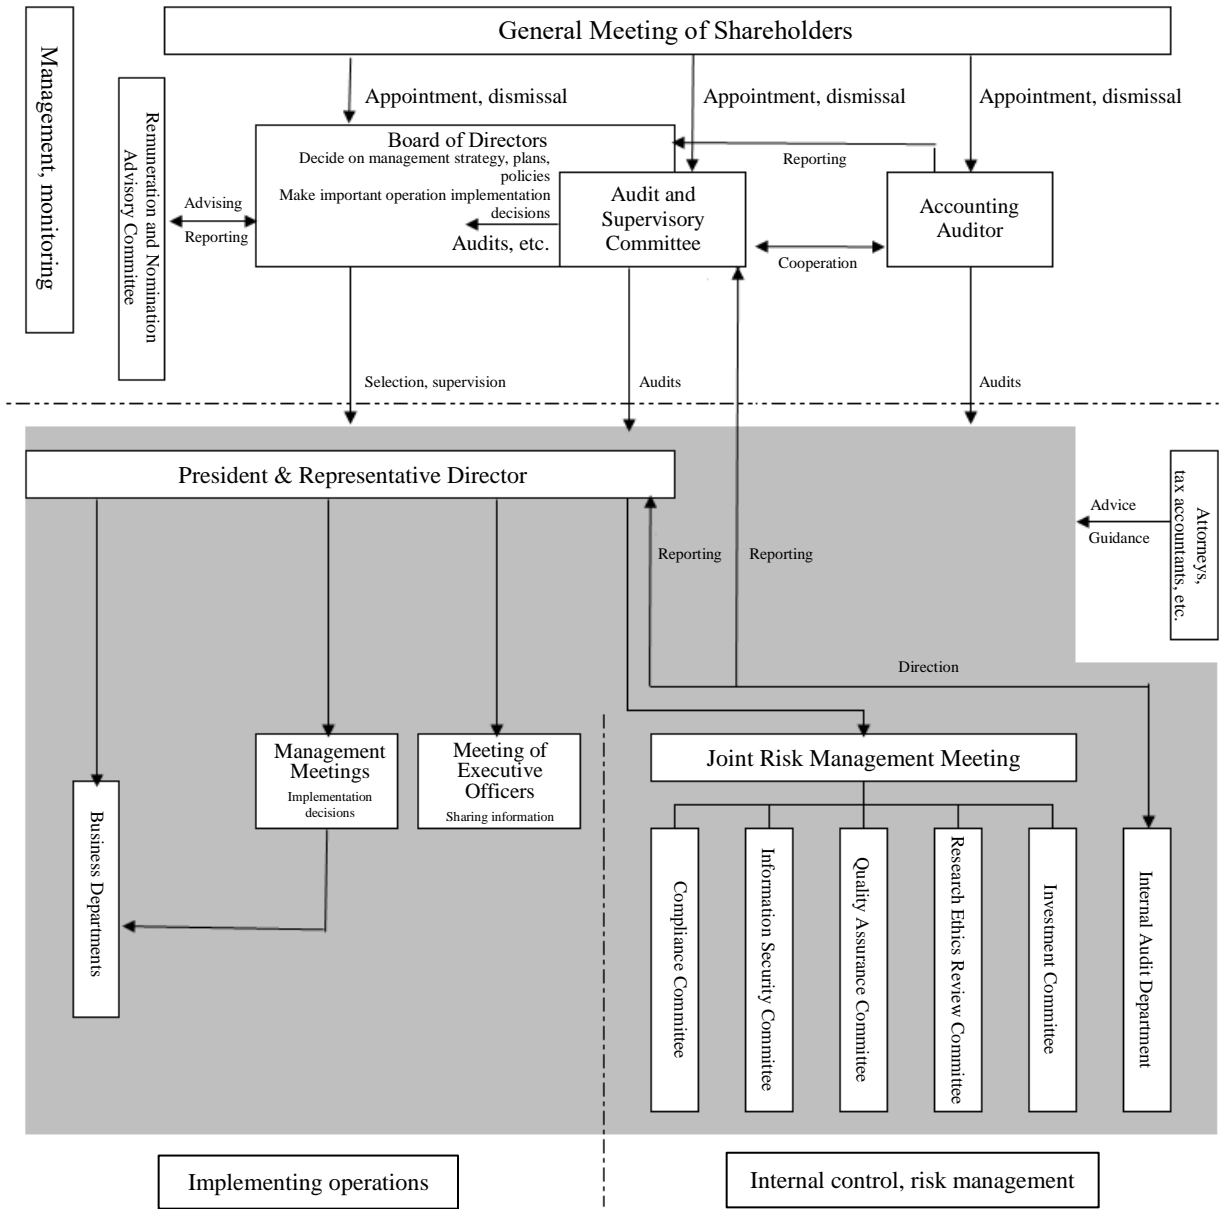 General Meeting of Shareholders
Management, monitoring
Remuneration and Nomination
Advisory Committee
Appointment, dismissal
Appointment, dismissal
Appointment, dismissal
Board of Directors
Decide on management strategy, plans,
policies
Make important operation implementation
decisions
Audits, etc.
Audit and
Supervisory
Committee
Reporting
Accounting
Auditor
Advising
Reporting
Cooperation
Selection, supervision
Audits
Audits
President & Representative Director
Attorneys,
tax accountants, etc.
Advice
Guidance
Reporting
Reporting
Direction
Management
Meetings
Implementation
decisions
Meeting of
Executive
Officers
Sharing information
Joint Risk Management Meeting
Business Departments
Compliance Committee
Information Security Committee
Quality Assurance Committee
Research Ethics Review Committee
Investment Committee
Internal Audit Department
Implementing operations
Internal control, risk management